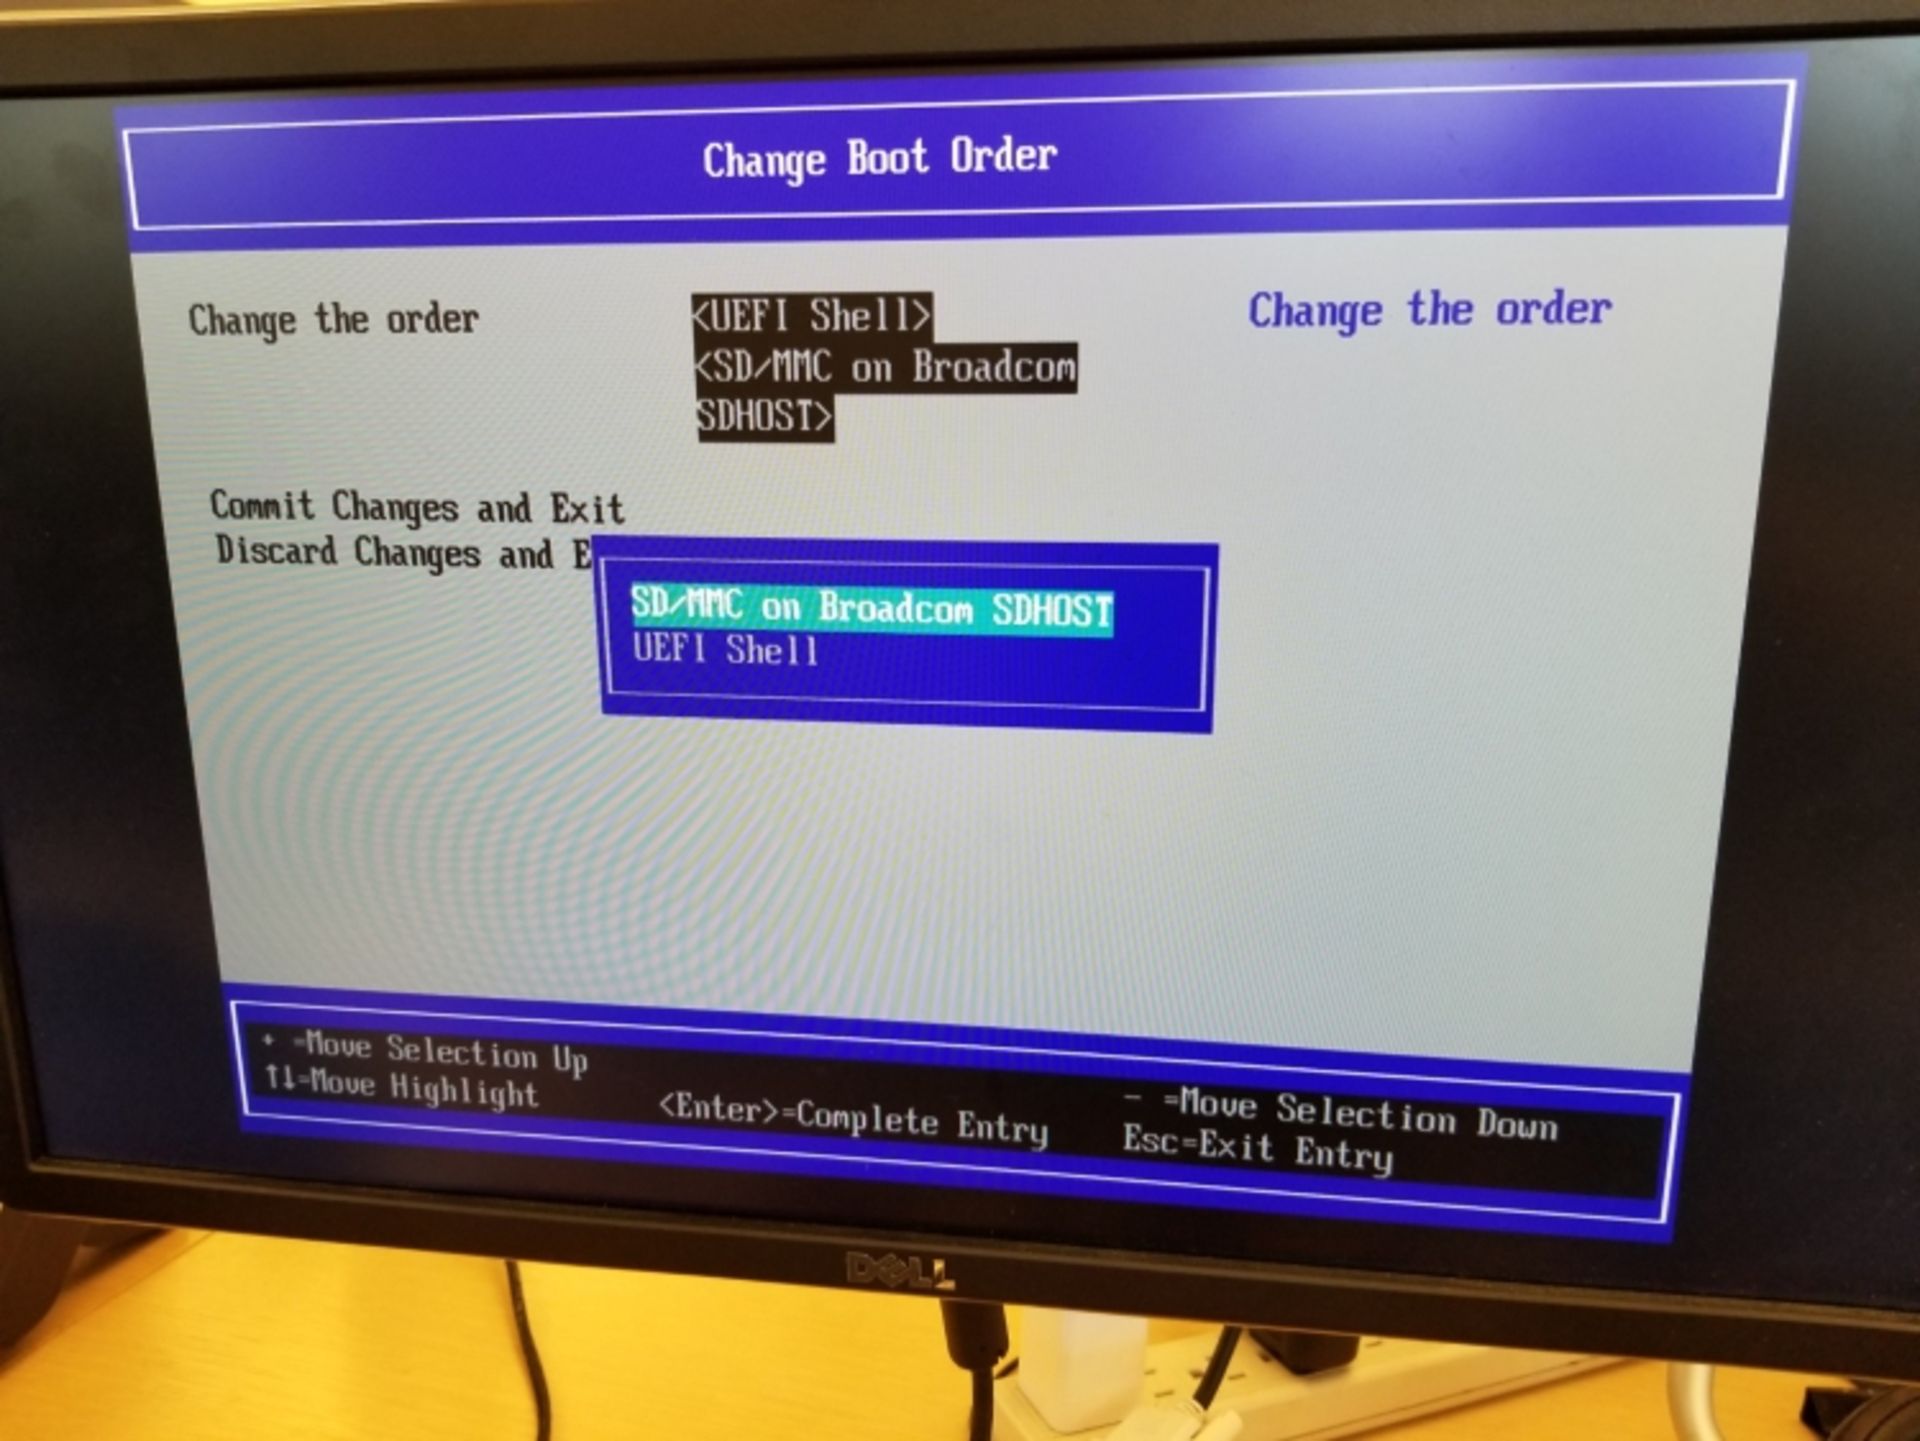 Change Boot Order
Change the order
<UEFI Shell>
<SD/MMC on Broadcom
SDHOST>
Change the order
Commit Changes and Exit
Discard Changes and E
SD/MMC on Broadcom SDHOST
UEFI Shell
+ =Move Selection Up
↑↓=Move Highlight
<Enter>=Complete Entry
- =Move Selection Down
Esc=Exit Entry
DELL